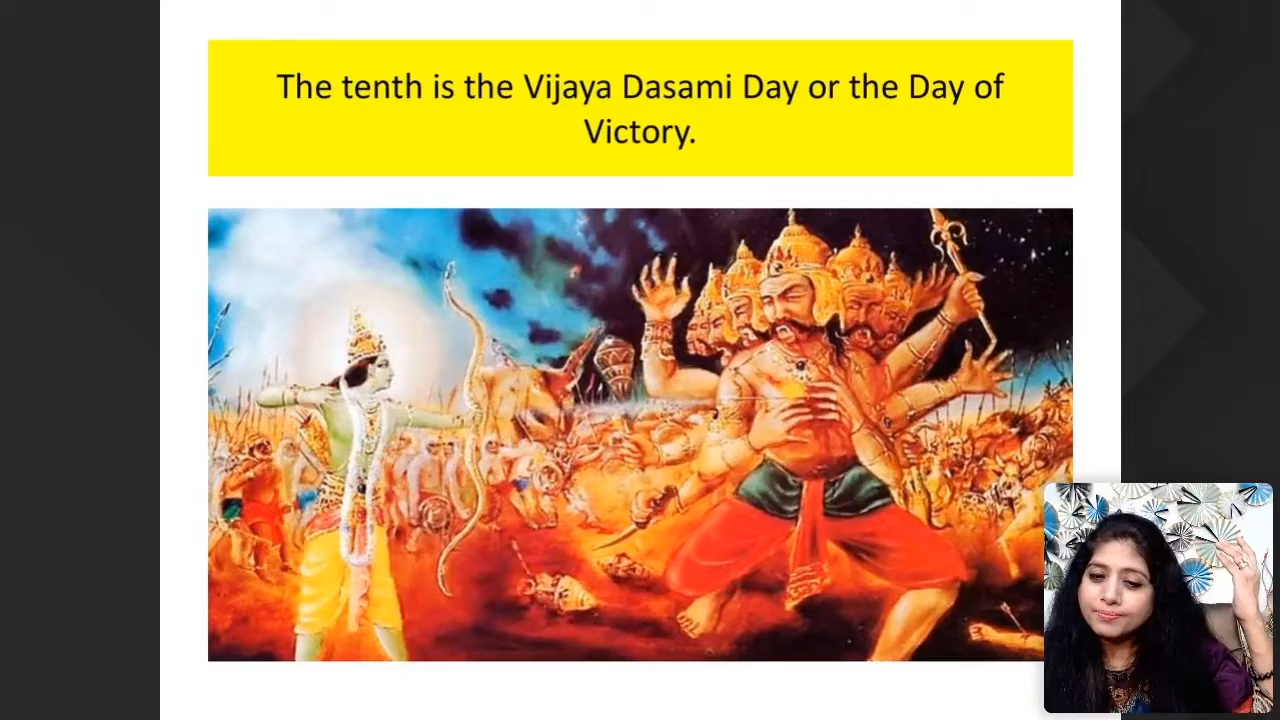 The tenth is the Vijaya Dasami Day or the Day of
Victory.